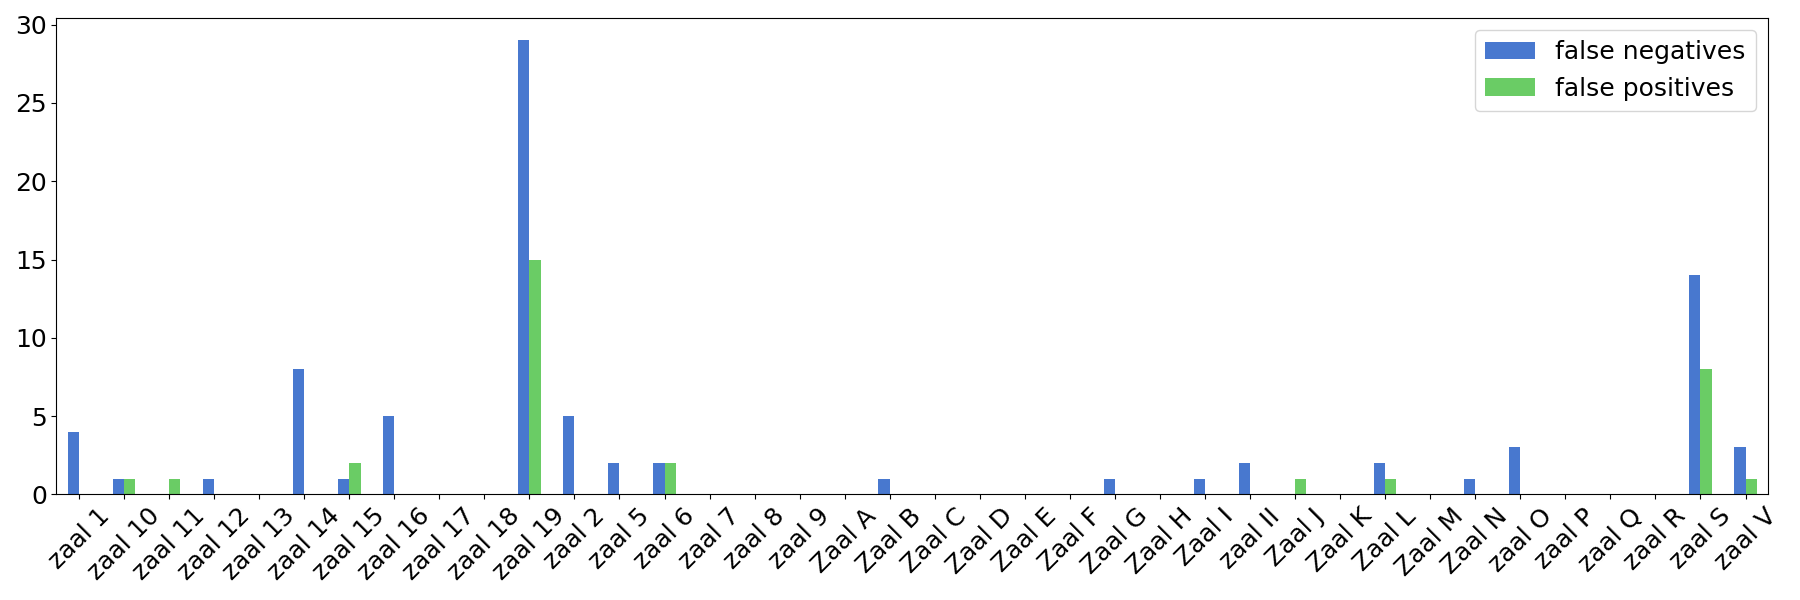 30
25
20
15
10
5
0
false negatives
false positives
zaal 1
zaal 10
zaal 11
zaal 12
zaal 13
zaal 14
zaal 15
zaal 16
zaal 17
zaal 18
zaal 19
zaal 2
zaal 5
zaal 6
zaal 7
zaal 8
zaal 9
Zaal A
Zaal B
Zaal C
Zaal D
Zaal E
Zaal F
Zaal G
Zaal H
Zaal I
zaal II
Zaal J
Zaal K
Zaal L
Zaal M
Zaal N
zaal O
zaal P
zaal Q
zaal R
zaal S
zaal V